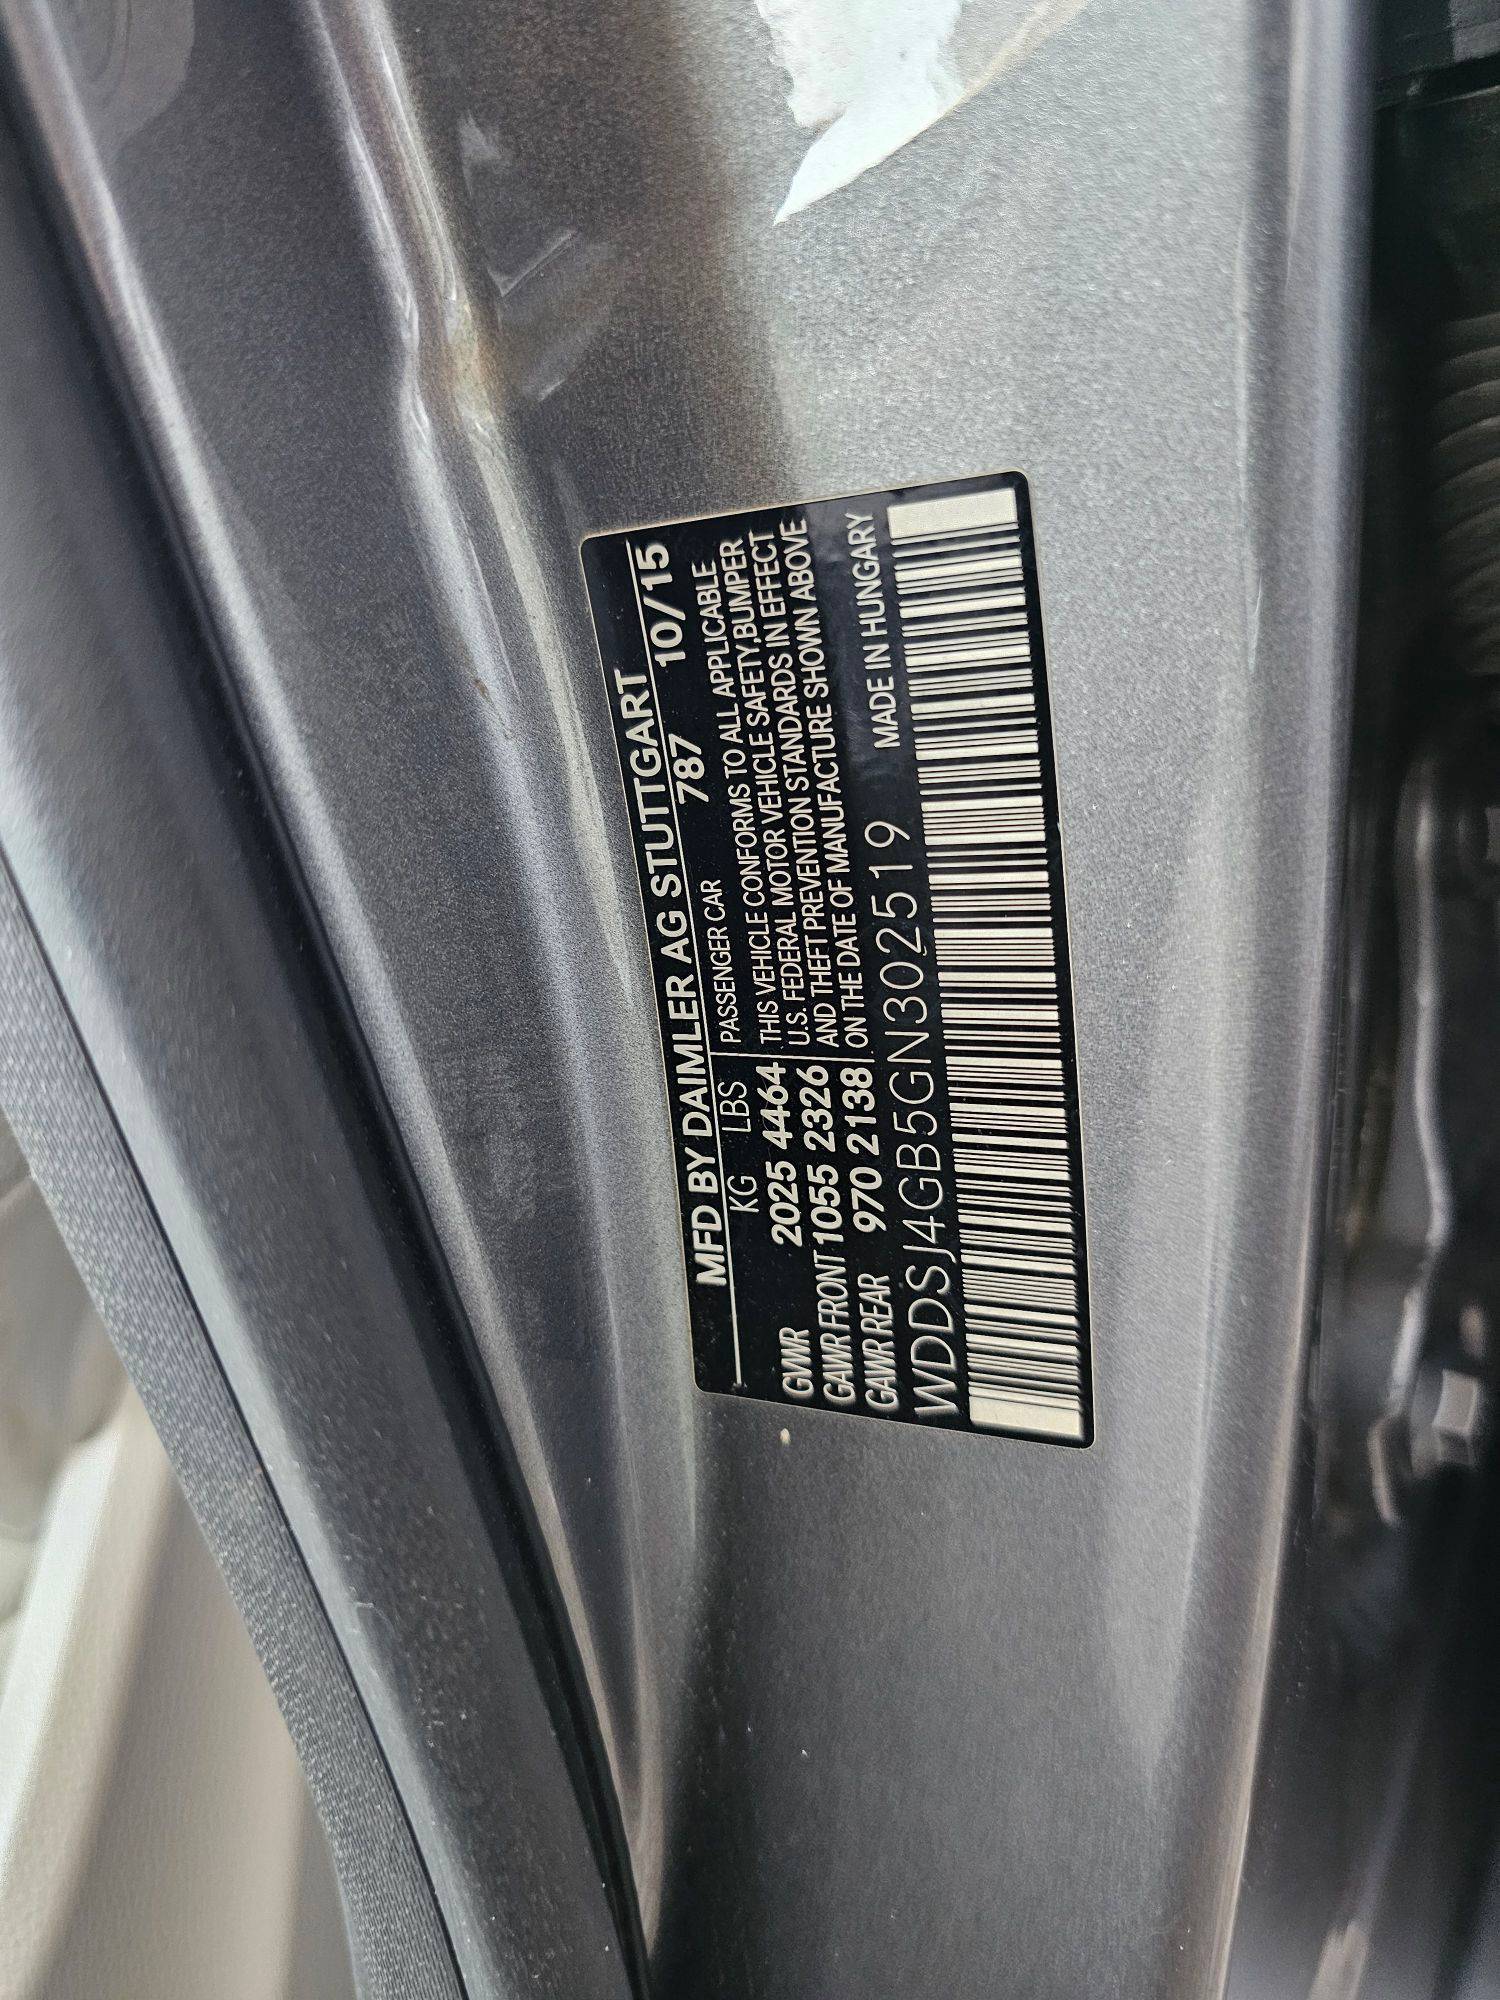 MFD BY DAIMLER AG STUTTGART
KG LBS 787 10/15
PASSENGER CAR
GVWR 2025 4464
GAWR FRONT 1055 2326
GAWR REAR 970 2138
THIS VEHICLE CONFORMS TO ALL APPLICABLE
U.S. FEDERAL MOTOR VEHICLE SAFETY,BUMPER
AND THEFT PREVENTION STANDARDS IN EFFECT
ON THE DATE OF MANUFACTURE SHOWN ABOVE
WDDSJ4GB5GN302519 MADE IN HUNGARY